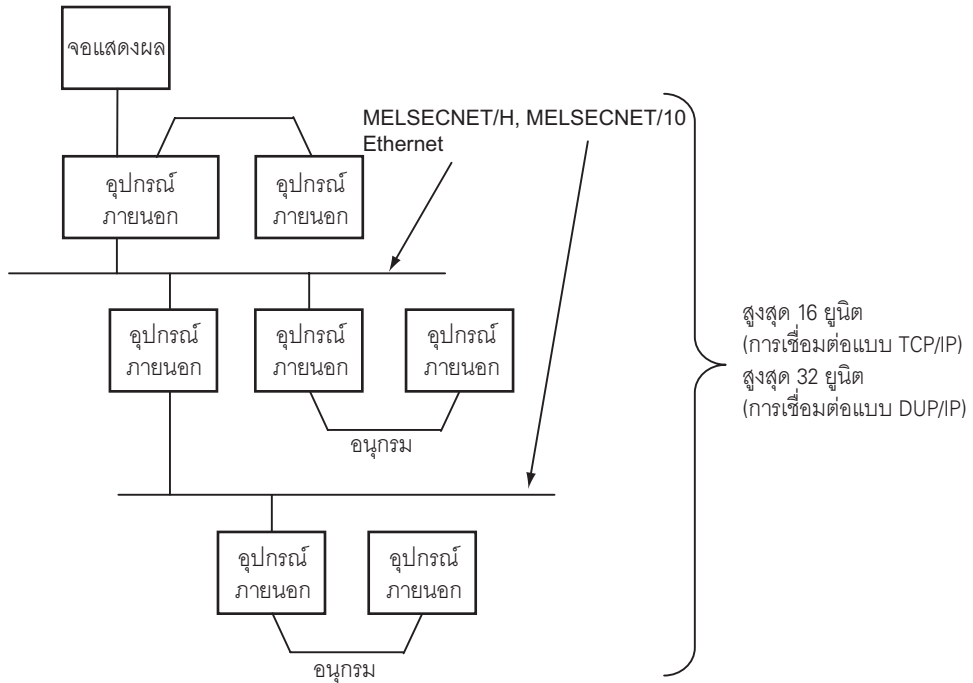 จอแสดงผล
MELSECNET/H, MELSECNET/10
Ethernet
อุปกรณ์
ภายนอก
อุปกรณ์
ภายนอก
อุปกรณ์
ภายนอก
อุปกรณ์
ภายนอก
อุปกรณ์
ภายนอก
อนุกรม
สูงสุด 16 ยูนิต
(การเชื่อมต่อแบบ TCP/IP)
สูงสุด 32 ยูนิต
(การเชื่อมต่อแบบ DUP/IP)
อุปกรณ์
ภายนอก
อุปกรณ์
ภายนอก
อนุกรม